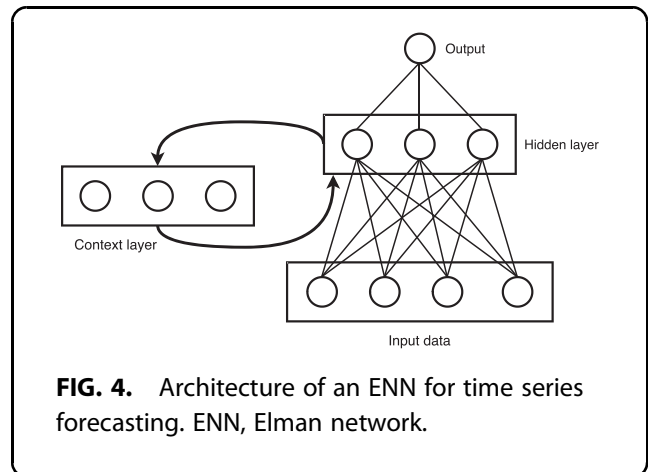 Output
Hidden layer
Context layer
Input data
FIG. 4. Architecture of an ENN for time series
forecasting. ENN, Elman network.